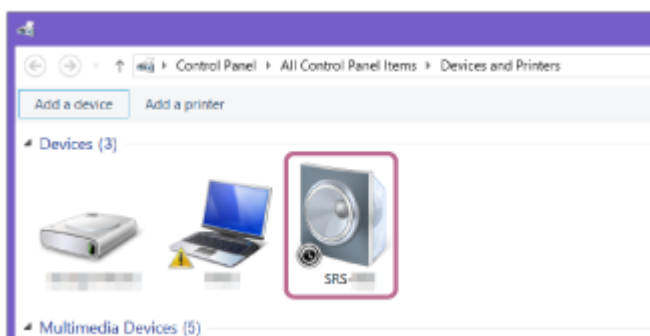 Control Panel ▸ All Control Panel Items ▸ Devices and Printers
Add a device Add a printer
Devices (3)
SRS-
Multimedia Devices (5)